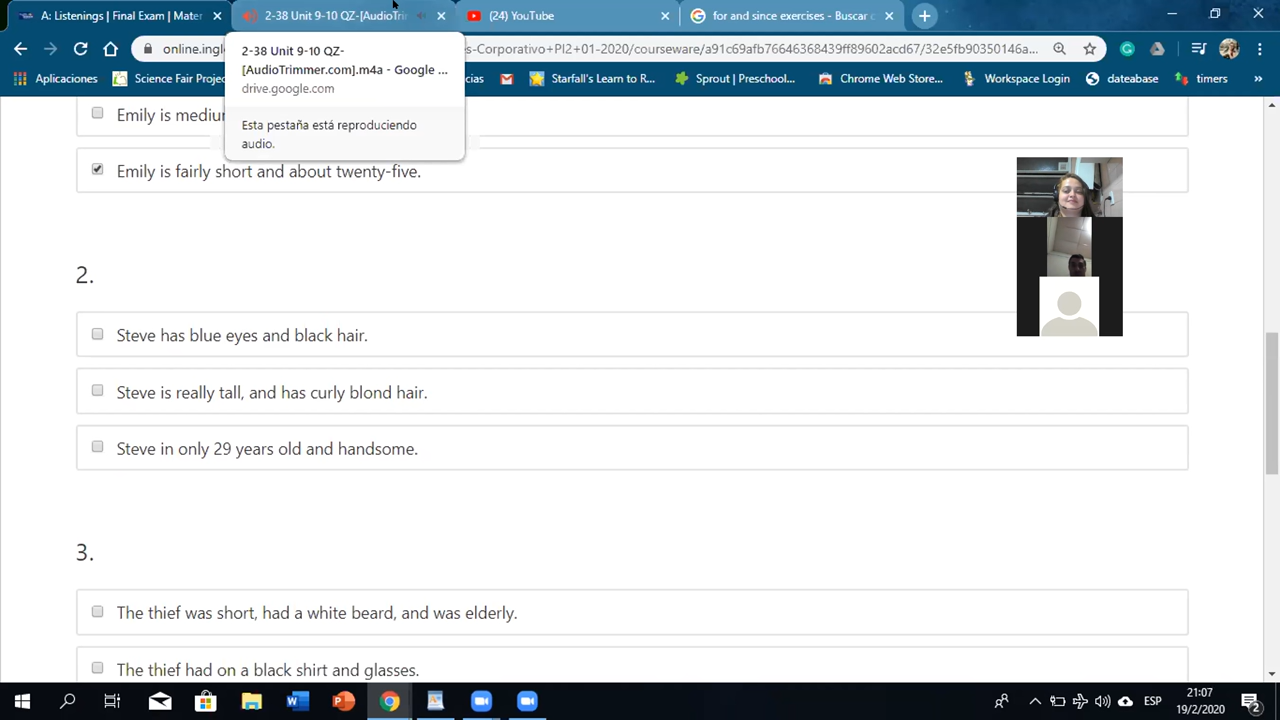 A: Listenings | Final Exam | Mater
2-38 Unit 9-10 QZ-[AudioTri
(24) YouTube
for and since exercises - Buscar c
online.ingl
s-Corporativo+PI2+01-2020/courseware/a91c69afb76646368439ff89602acd67/32e5fb90350146a...
2-38 Unit 9-10 QZ-
[AudioTrimmer.com].m4a - Google ...
drive.google.com
Esta pestaña está reproduciendo
audio.
Aplicaciones
Science Fair Proje
cias
Starfall's Learn to R...
Sprout | Preschool...
Chrome Web Store...
Workspace Login
dateabase
timers
»
Emily is mediu
Emily is fairly short and about twenty-five.
2.
Steve has blue eyes and black hair.
Steve is really tall, and has curly blond hair.
Steve in only 29 years old and handsome.
3.
The thief was short, had a white beard, and was elderly.
The thief had on a black shirt and glasses.
ESP
21:07
19/2/2020
2